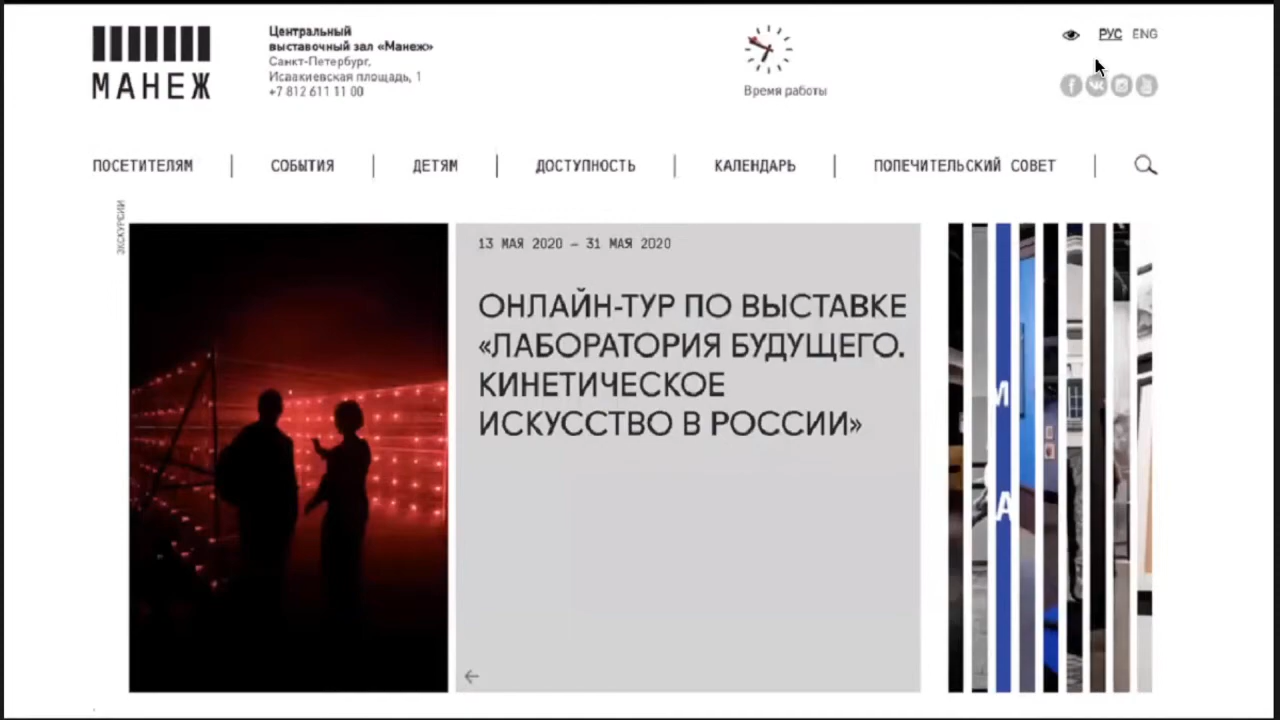 МАНЕЖ
Центральный
выставочный зал «Манеж»
Санкт-Петербург,
Исаакиевская площадь, 1
+7 812 611 11 00
Время работы
РУС ENG
ПОСЕТИТЕЛЯМ
СОБЫТИЯ
ДЕТЯМ
ДОСТУПНОСТЬ
КАЛЕНДАРЬ
ПОПЕЧИТЕЛЬСКИЙ СОВЕТ
ЭКСКУРСИИ
13 МАЯ 2020 – 31 МАЯ 2020
ОНЛАЙН-ТУР ПО ВЫСТАВКЕ
«ЛАБОРАТОРИЯ БУДУЩЕГО.
КИНЕТИЧЕСКОЕ
ИСКУССТВО В РОССИИ»
М
А